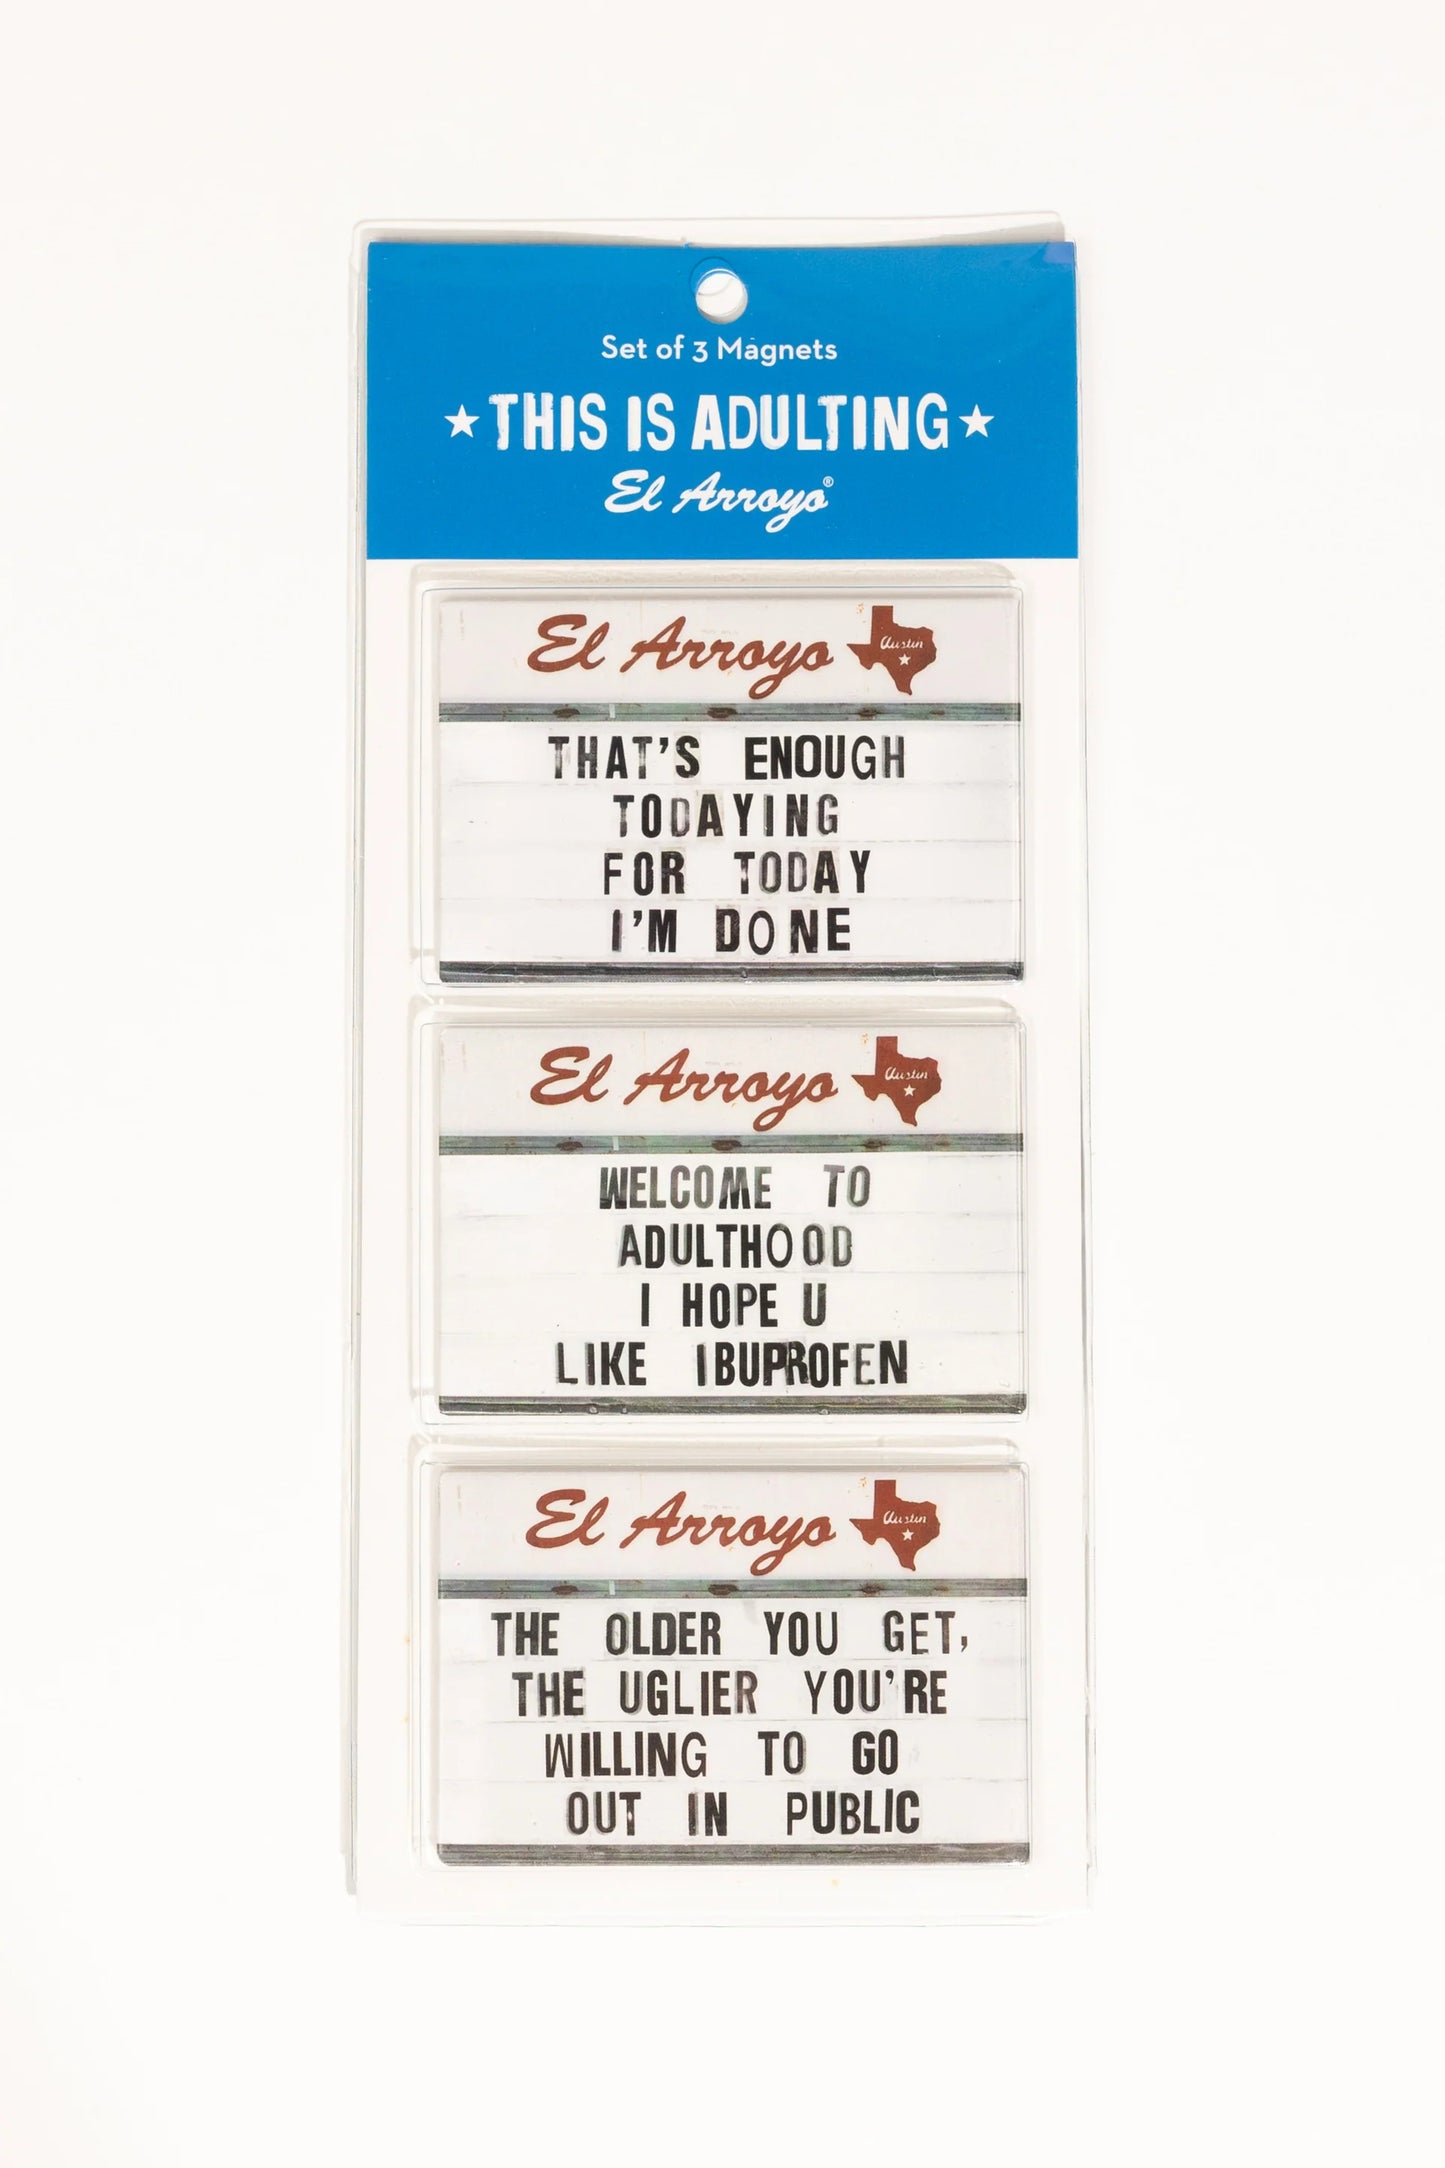 Set of 3 Magnets
★THIS IS ADULTING★
El Arroyo®
El Arroyo Austin
THAT'S ENOUGH
TODAYING
FOR TODAY
I'M DONE
El Arroyo Austin
WELCOME TO
ADULTHOOD
I HOPE U
LIKE IBUPROFEN
El Arroyo Austin
THE OLDER YOU GET,
THE UGLIER YOU'RE
WILLING TO GO
OUT IN PUBLIC